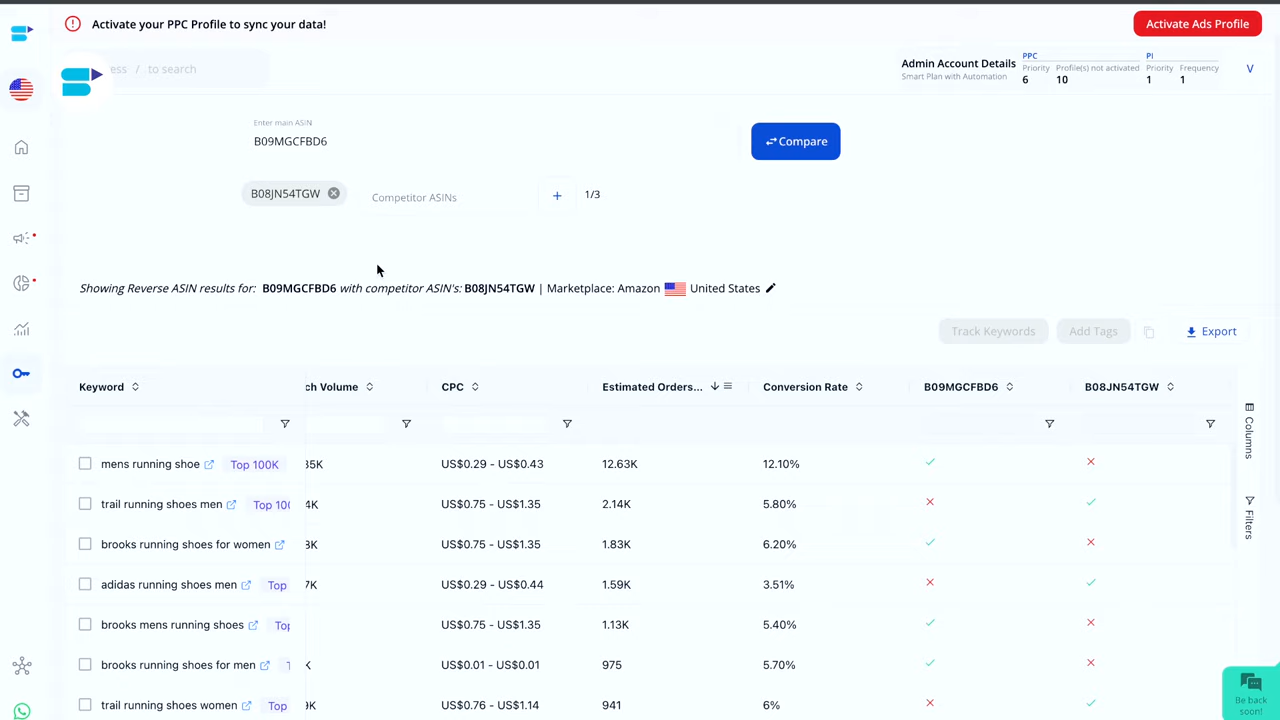 Activate your PPC Profile to sync your data!
Activate Ads Profile
ess / to search
Admin Account Details
Smart Plan with Automation
PPC
Priority Profile(s) not activated
6 10
PI
Priority Frequency
1 1
V
Enter main ASIN
B09MGCFBD6
Compare
B08JN54TGW
Competitor ASINs
+
1/3
Showing Reverse ASIN results for: B09MGCFBD6 with competitor ASIN's: B08JN54TGW | Marketplace: Amazon United States
Track Keywords
Add Tags
Export
Keyword ch Volume CPC Estimated Orders... Conversion Rate B09MGCFBD6 B08JN54TGW
mens running shoe Top 100K 35K US$0.29 - US$0.43 12.63K 12.10%
trail running shoes men Top 100 4K US$0.75 - US$1.35 2.14K 5.80%
brooks running shoes for women 3K US$0.75 - US$1.35 1.83K 6.20%
adidas running shoes men Top 7K US$0.29 - US$0.44 1.59K 3.51%
brooks mens running shoes Top US$0.75 - US$1.35 1.13K 5.40%
brooks running shoes for men T K US$0.01 - US$0.01 975 5.70%
trail running shoes women Top 9K US$0.76 - US$1.14 941 6%
Columns
Filters
Be back
soon!